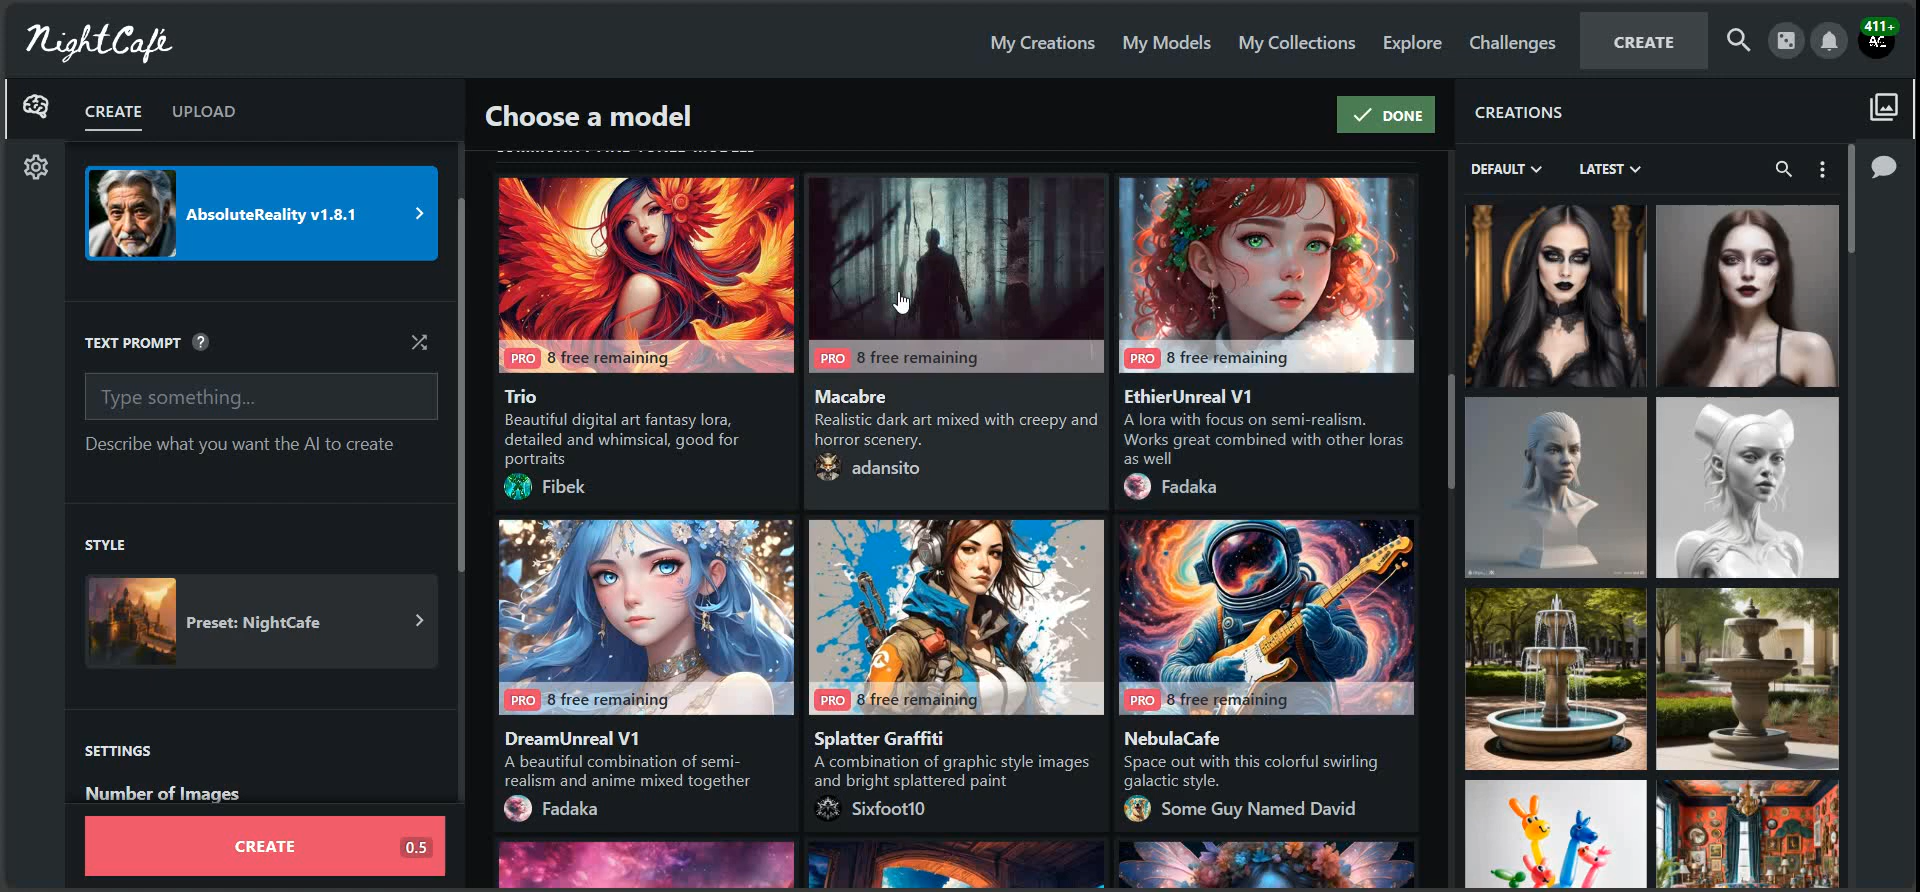 NightCafé
My Creations
My Models
My Collections
Explore
Challenges
CREATE
411+
CREATE
UPLOAD
AbsoluteReality v1.8.1
TEXT PROMPT ?
Type something...
Describe what you want the AI to create
STYLE
Preset: NightCafe
SETTINGS
Number of Images
CREATE
0.5
Choose a model
DONE
PRO 8 free remaining
Trio
Beautiful digital art fantasy lora,
detailed and whimsical, good for
portraits
Fibek
PRO 8 free remaining
Macabre
Realistic dark art mixed with creepy and
horror scenery.
adansito
PRO 8 free remaining
EthierUnreal V1
A lora with focus on semi-realism.
Works great combined with other loras
as well
Fadaka
PRO 8 free remaining
DreamUnreal V1
A beautiful combination of semi-
realism and anime mixed together
Fadaka
PRO 8 free remaining
Splatter Graffiti
A combination of graphic style images
and bright splattered paint
Sixfoot10
PRO 8 free remaining
NebulaCafe
Space out with this colorful swirling
galactic style.
Some Guy Named David
CREATIONS
DEFAULT
LATEST